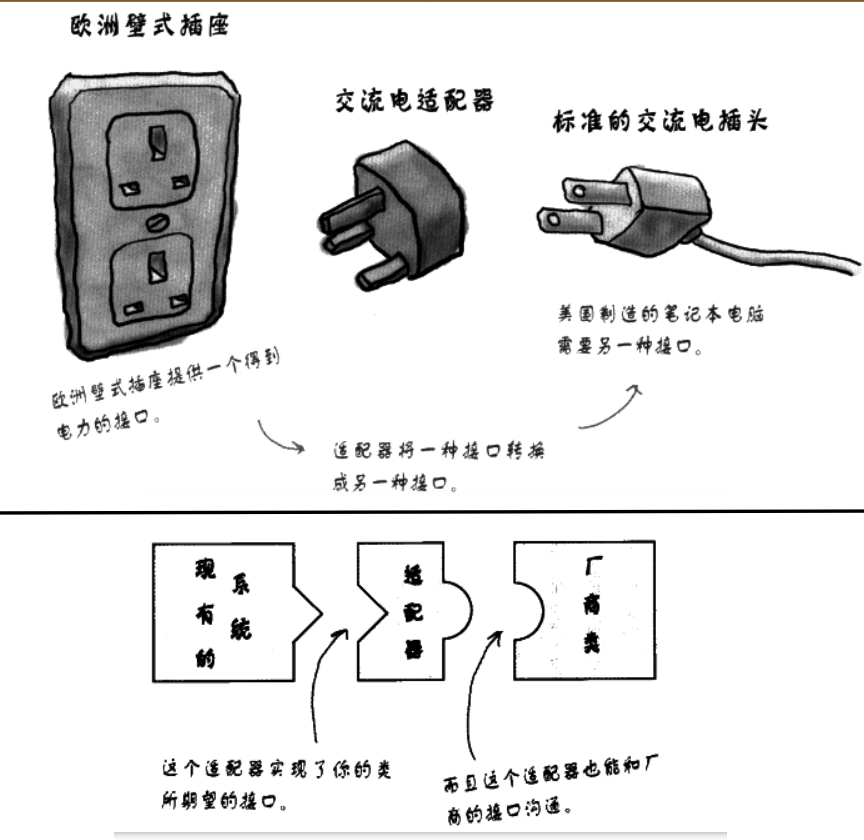 欧洲壁式插座
交流电适配器
标准的交流电插头
美国制造的笔记本电脑
需要另一种接口。
欧洲壁式插座提供一个得到
电力的接口。
适配器将一种接口转换
成另一种接口。
现有的
系统
适配器
厂商类
这个适配器实现了你的类
所期望的接口。
而且这个适配器也能和厂
商的接口沟通。